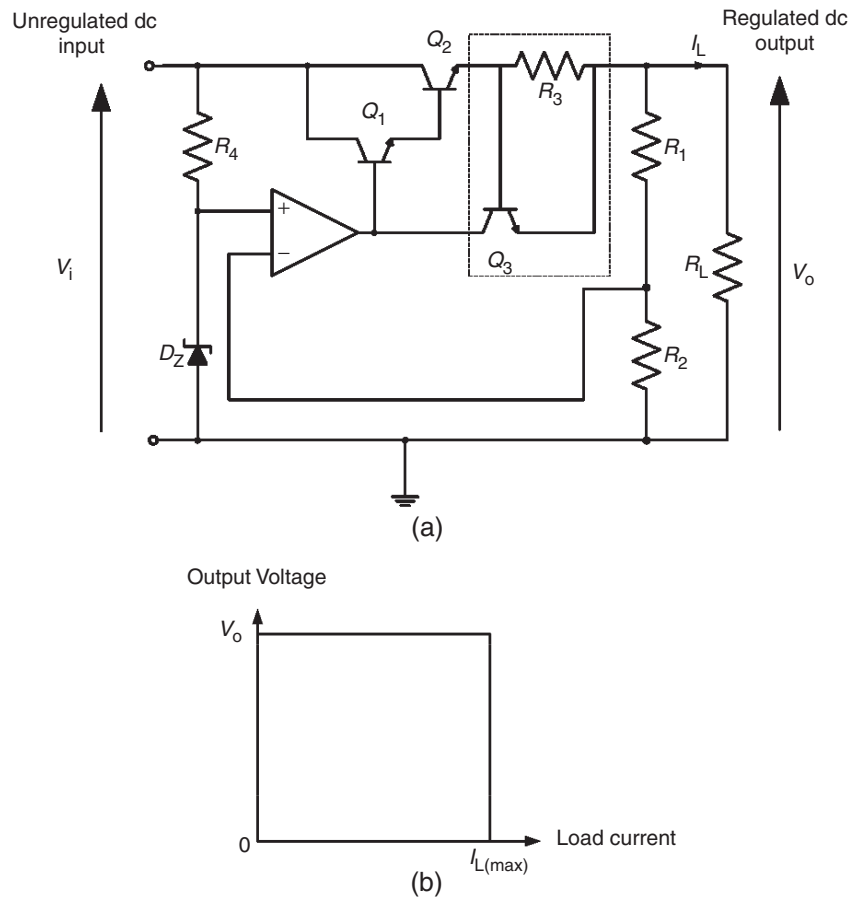 Unregulated dc
input
Regulated dc
output
Q2
IL
R3
Q1
R4
R1
+
−
Q3
Vi
RL
Vo
DZ
R2
(a)
Output Voltage
Vo
0
Load current
IL(max)
(b)